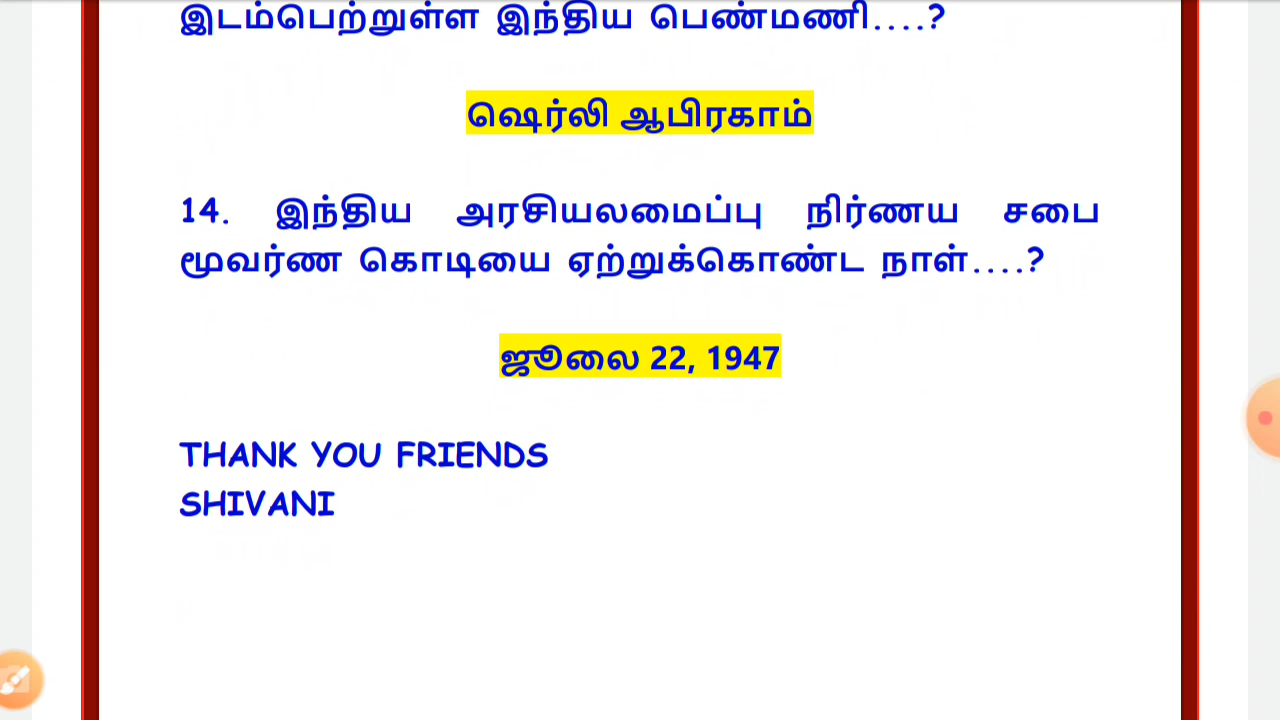 இடம்பெற்றுள்ள இந்திய பெண்மணி....?
ஷெர்லி ஆபிரகாம்
14. இந்திய அரசியலமைப்பு நிர்ணய சபை
மூவர்ண கொடியை ஏற்றுக்கொண்ட நாள்....?
ஜூலை 22, 1947
THANK YOU FRIENDS
SHIVANI